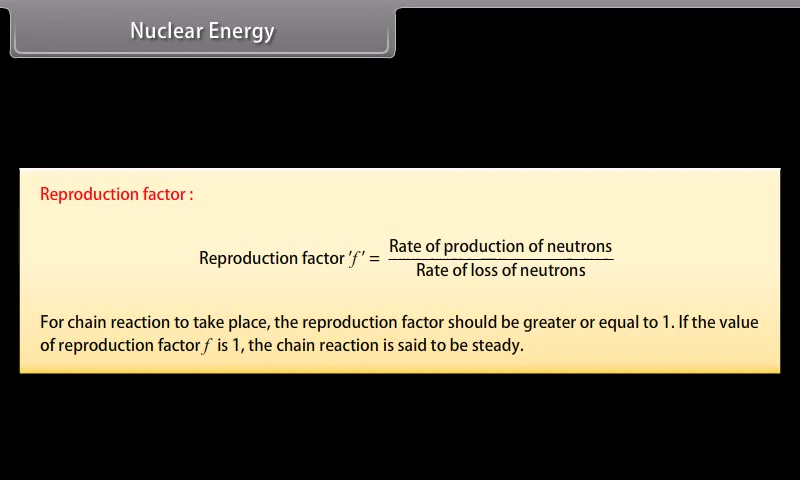 Nuclear Energy
Reproduction factor :
Reproduction factor 'f' = Rate of production of neutrons
Rate of loss of neutrons
For chain reaction to take place, the reproduction factor should be greater or equal to 1. If the value
of reproduction factor f is 1, the chain reaction is said to be steady.